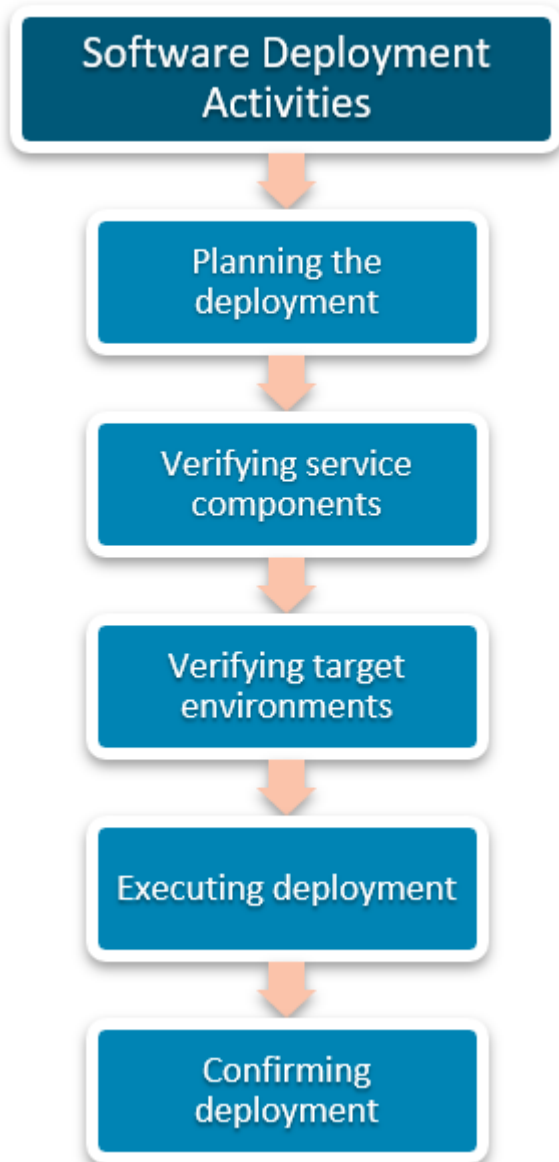 Software Deployment
Activities
Planning the
deployment
Verifying service
components
Verifying target
environments
Executing deployment
Confirming
deployment